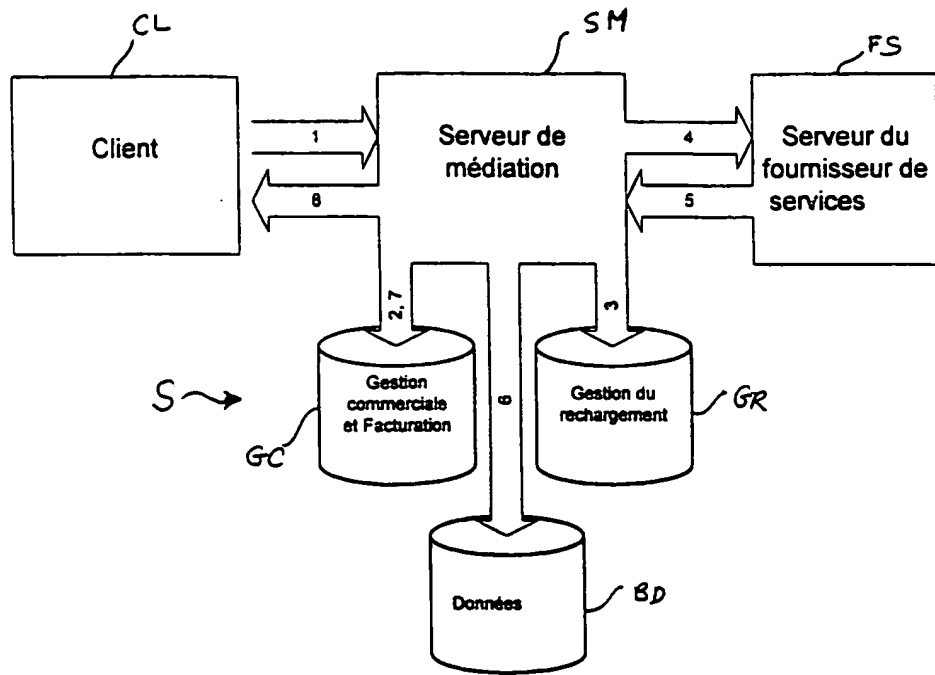 CL
SM
FS
Client
1
8
Serveur de
médiation
4
5
Serveur du
fournisseur de
services
2, 7
6
3
S
Gestion
commerciale
et Facturation
GC
Gestion du
rechargement
GR
Données
BD